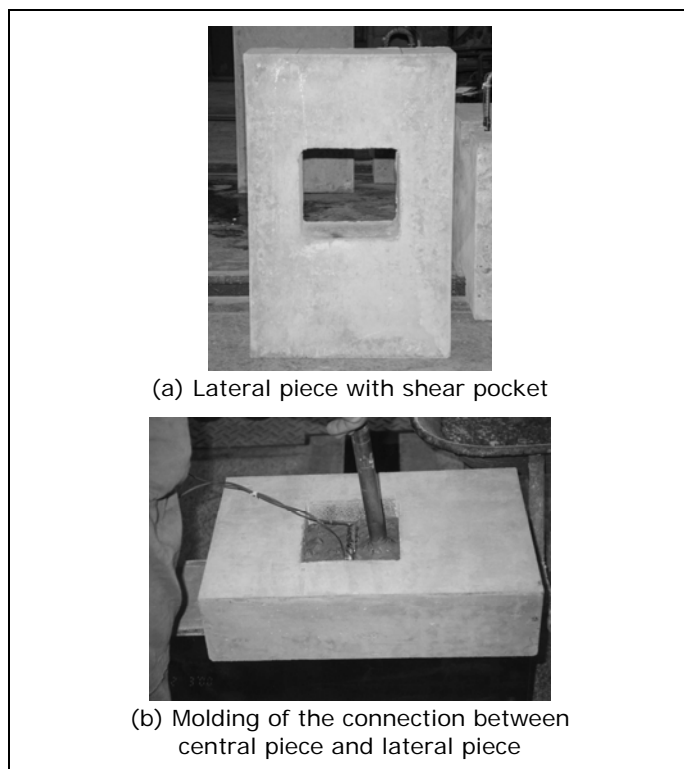 (a) Lateral piece with shear pocket
(b) Molding of the connection between
central piece and lateral piece